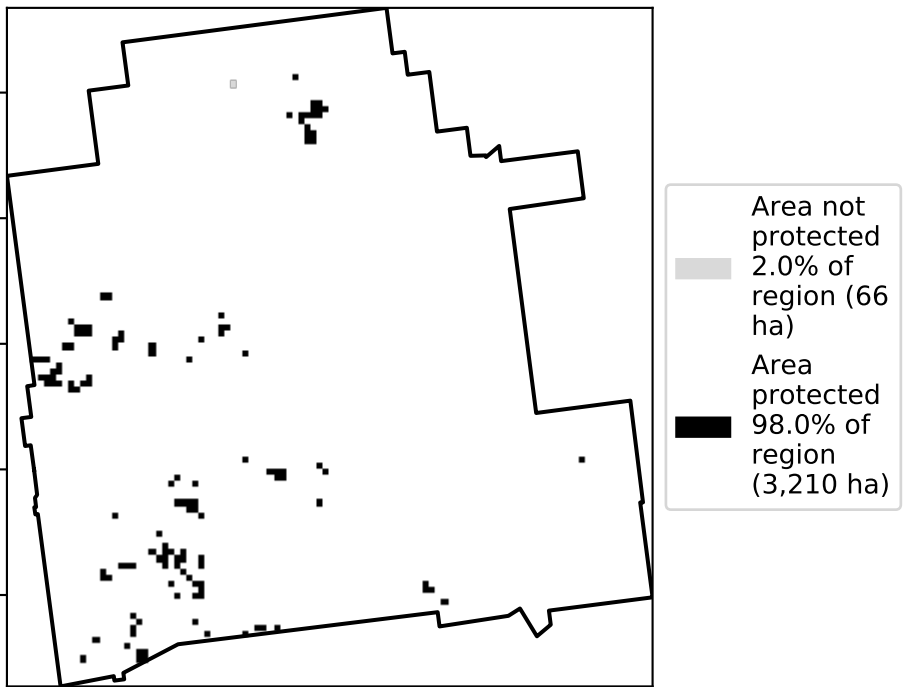 Area not
protected
2.0% of
region (66
ha)
Area
protected
98.0% of
region
(3,210 ha)